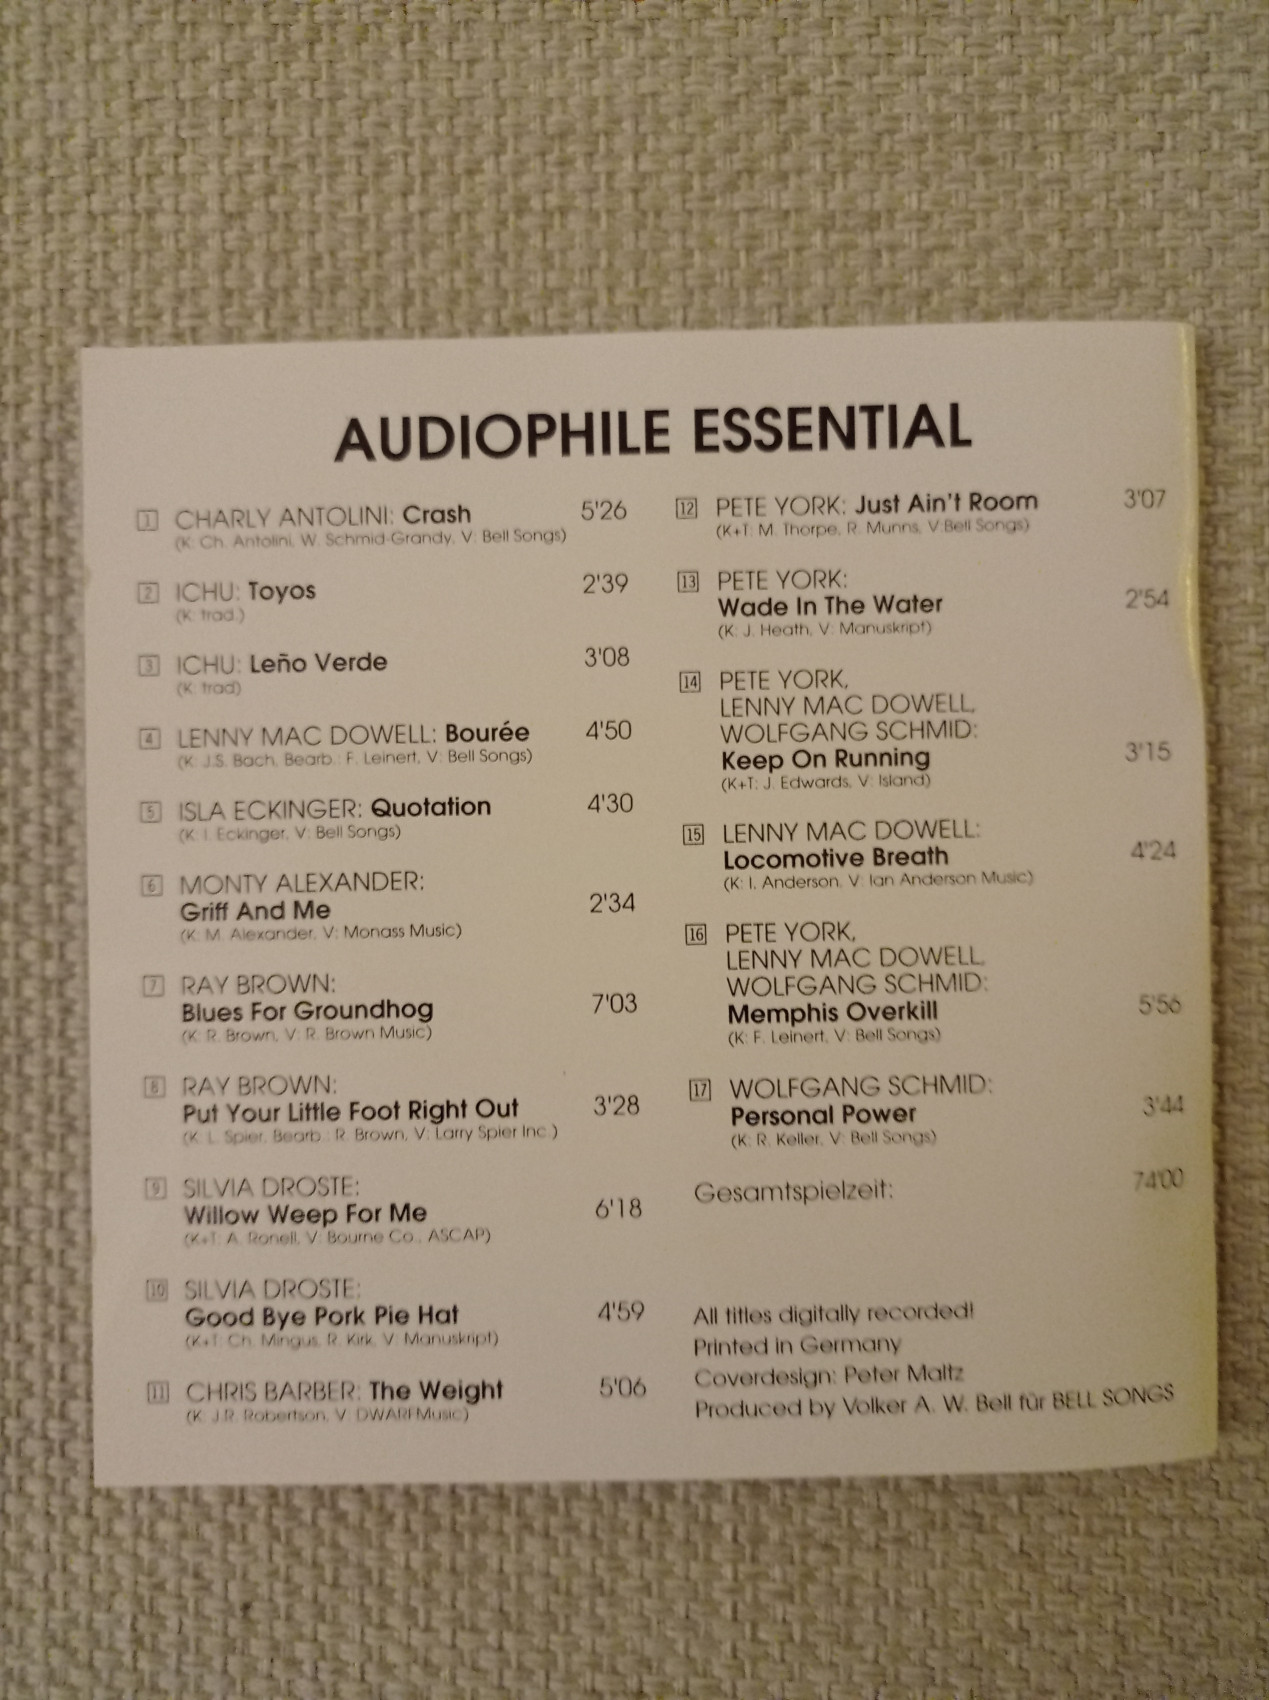 AUDIOPHILE ESSENTIAL
1 CHARLY ANTOLINI: Crash 5'26
(K: Ch. Antolini, W. Schmid-Grandy, V: Bell Songs)
2 ICHU: Toyos 2'39
(K: trad.)
3 ICHU: Leño Verde 3'08
(K: trad)
4 LENNY MAC DOWELL: Bourée 4'50
(K: J.S. Bach, Bearb.: F. Leinert, V: Bell Songs)
5 ISLA ECKINGER: Quotation 4'30
(K: I. Eckinger, V: Bell Songs)
6 MONTY ALEXANDER:
Griff And Me 2'34
(K: M. Alexander, V: Monass Music)
7 RAY BROWN:
Blues For Groundhog 7'03
(K: R. Brown, V: R. Brown Music)
8 RAY BROWN:
Put Your Little Foot Right Out 3'28
(K: L. Spier, Bearb.: R. Brown, V: Larry Spier Inc.)
9 SILVIA DROSTE:
Willow Weep For Me 6'18
(K+T: A. Ronell, V: Bourne Co., ASCAP)
10 SILVIA DROSTE:
Good Bye Pork Pie Hat 4'59
(K+T: Ch. Mingus, R. Kirk, V: Manuskript)
11 CHRIS BARBER: The Weight 5'06
(K: J.R. Robertson, V: DWARF Music)
12 PETE YORK: Just Ain't Room 3'07
(K+T: M. Thorpe, R. Munns, V: Bell Songs)
13 PETE YORK:
Wade In The Water 2'54
(K: J. Heath, V: Manuskript)
14 PETE YORK,
LENNY MAC DOWELL,
WOLFGANG SCHMID:
Keep On Running 3'15
(K+T: J. Edwards, V: Island)
15 LENNY MAC DOWELL:
Locomotive Breath 4'24
(K: I. Anderson, V: Ian Anderson Music)
16 PETE YORK,
LENNY MAC DOWELL,
WOLFGANG SCHMID:
Memphis Overkill 5'56
(K: F. Leinert, V: Bell Songs)
17 WOLFGANG SCHMID:
Personal Power 3'44
(K: R. Keller, V: Bell Songs)
Gesamtspielzeit: 74'00
All titles digitally recorded!
Printed in Germany
Coverdesign: Peter Maltz
Produced by Volker A. W. Bell für BELL SONGS